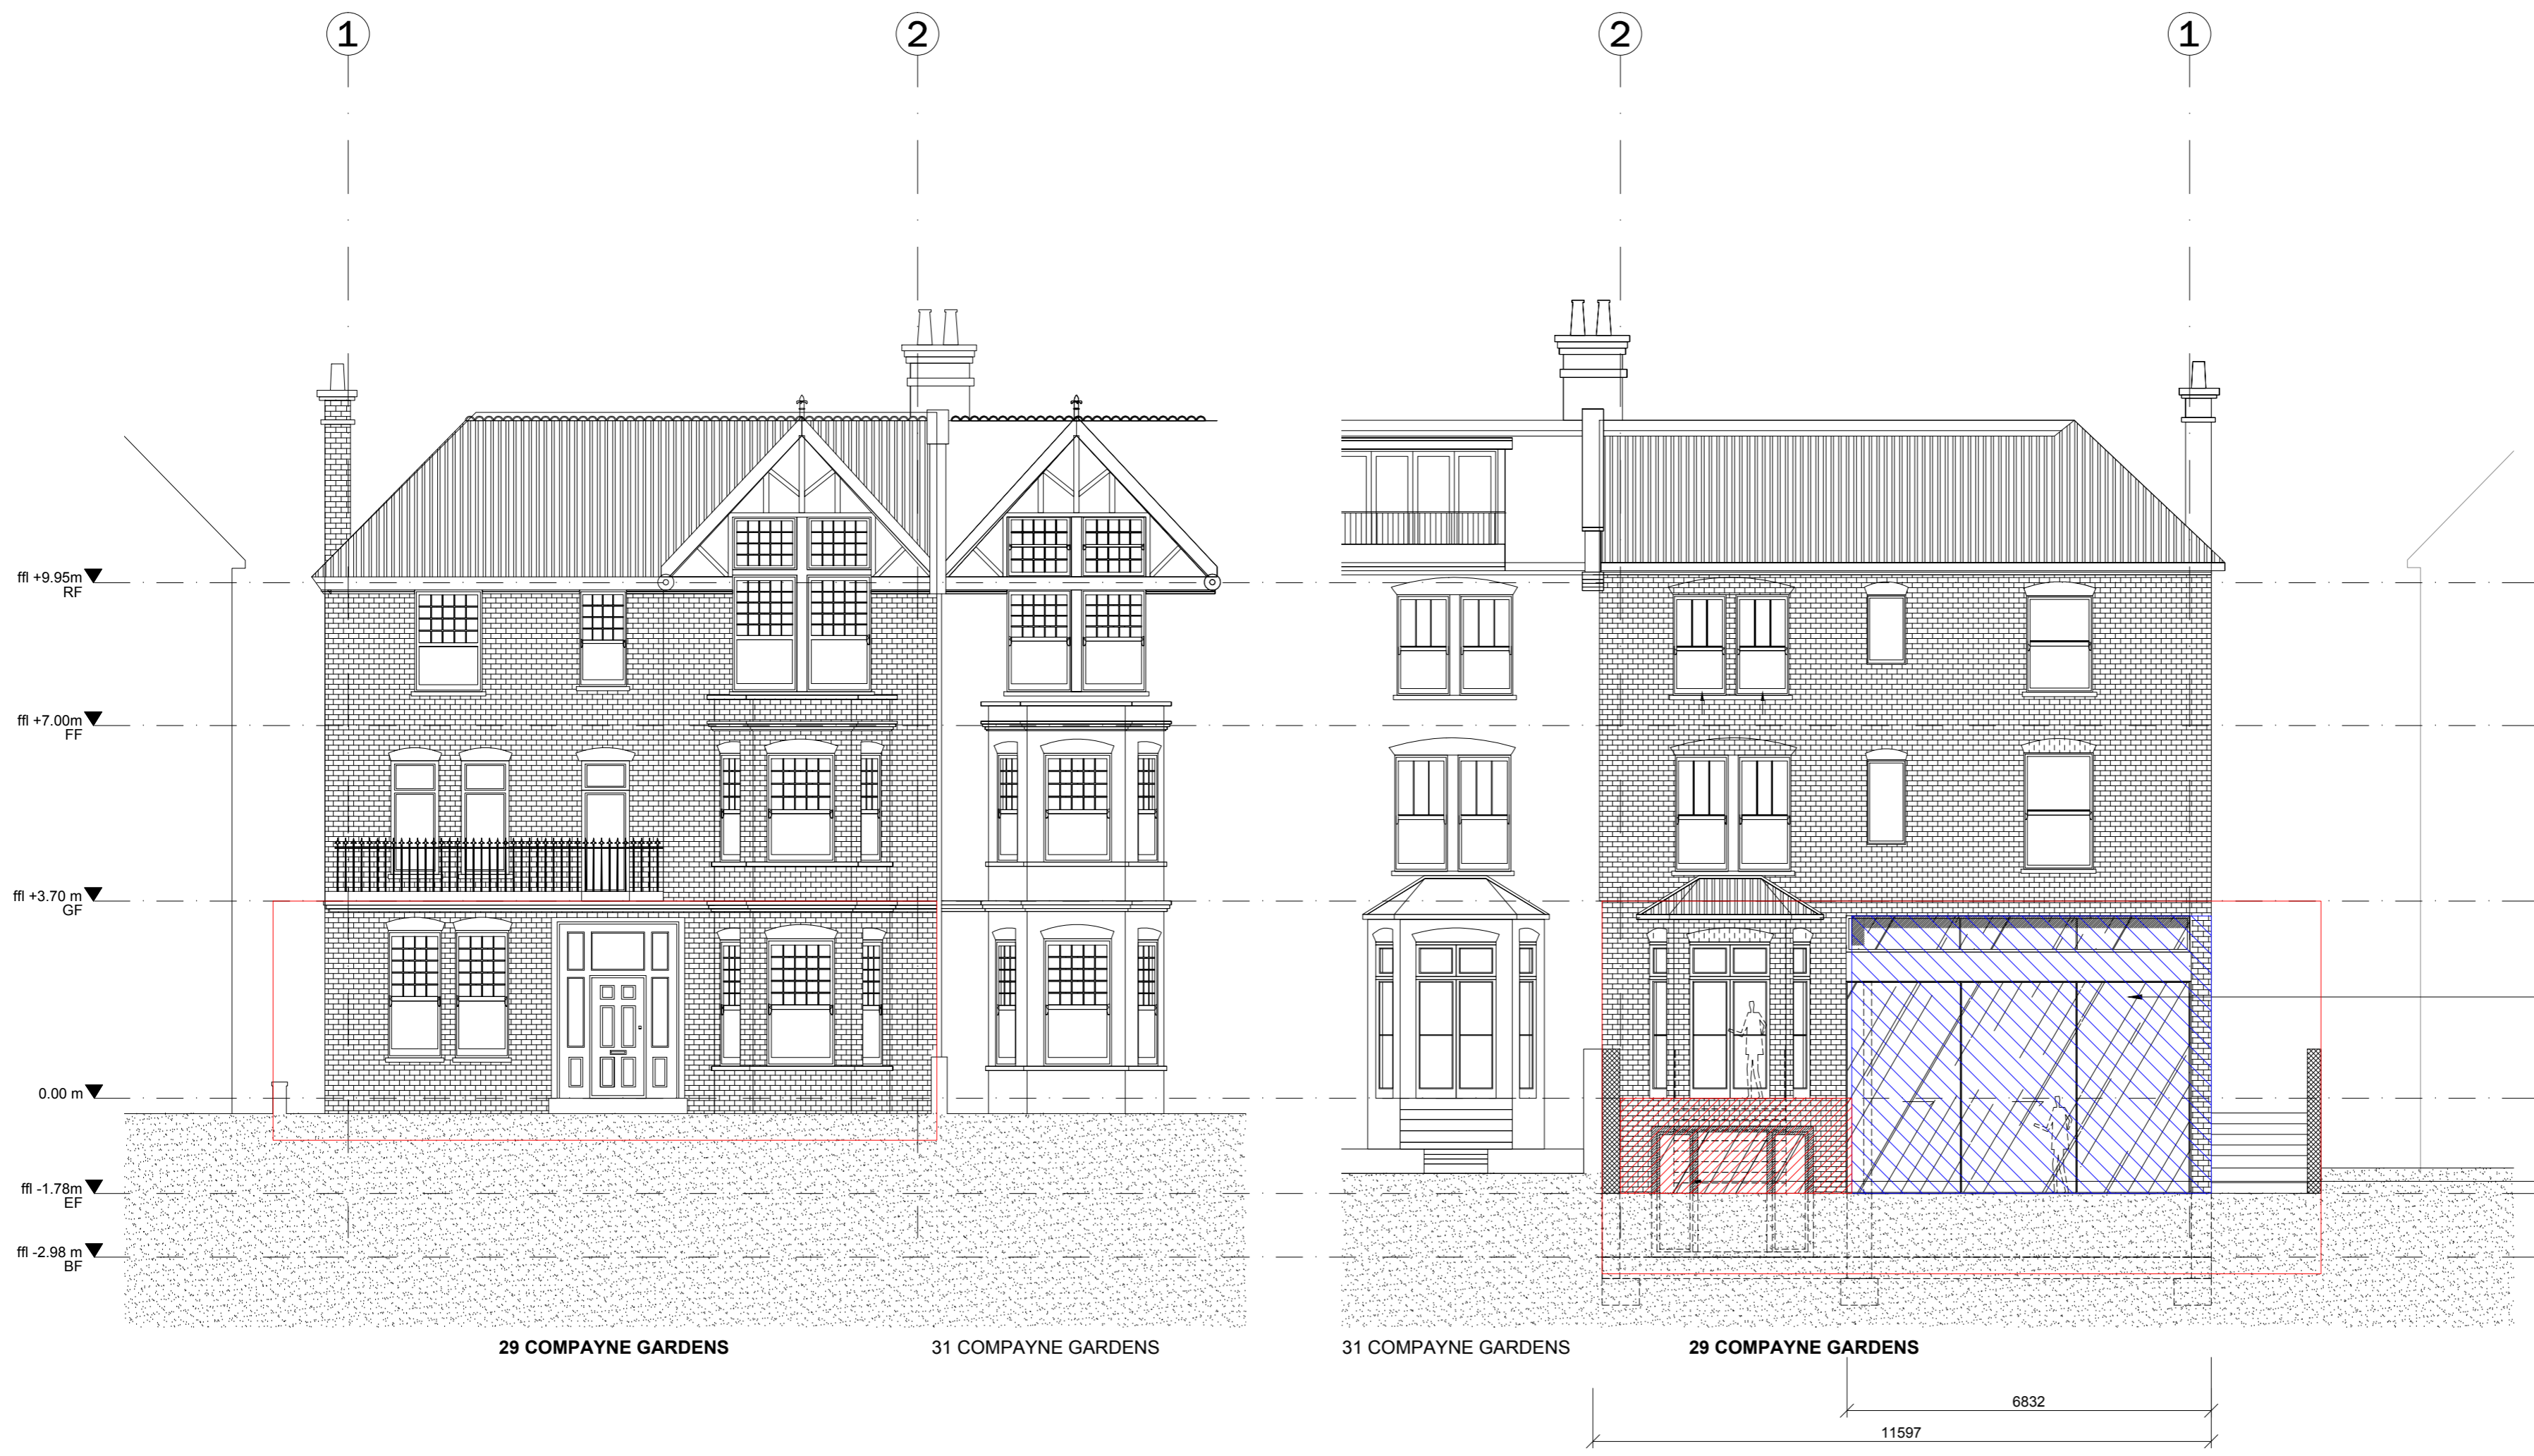 1
2
2
1
ffl +9.95m
RF
ffl +7.00m
FF
ffl +3.70 m
GF
0.00 m
ffl -1.78m
EF
ffl -2.98 m
BF
29 COMPAYNE GARDENS
31 COMPAYNE GARDENS
31 COMPAYNE GARDENS
29 COMPAYNE GARDENS
6832
11597